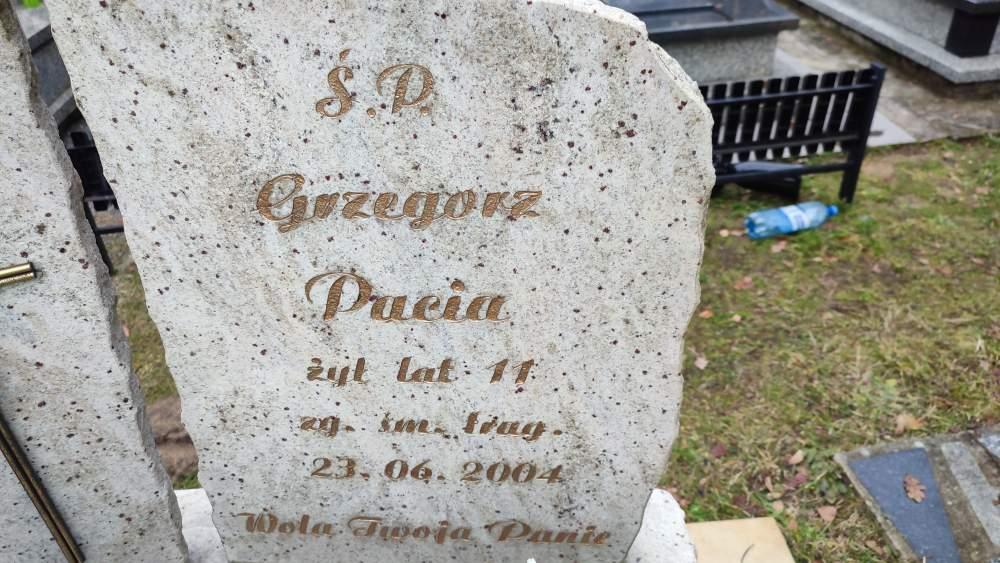 Ś.P.
Grzegorz
Pacia
żył lat 11
zg. śm. trag.
23.06.2004
Wola Twoja Panie